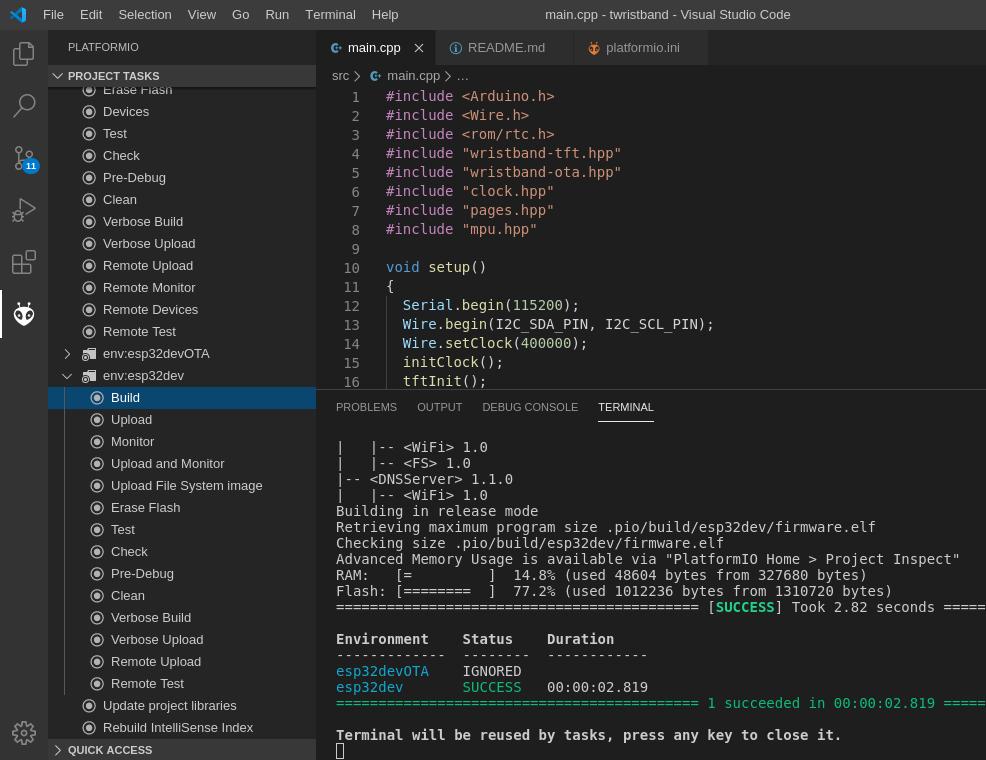 File Edit Selection View Go Run Terminal Help main.cpp - twristband - Visual Studio Code
PLATFORMIO
PROJECT TASKS
Erase Flash
Devices
Test
Check
Pre-Debug
Clean
Verbose Build
Verbose Upload
Remote Upload
Remote Monitor
Remote Devices
Remote Test
env:esp32devOTA
env:esp32dev
Build
Upload
Monitor
Upload and Monitor
Upload File System image
Erase Flash
Test
Check
Pre-Debug
Clean
Verbose Build
Verbose Upload
Remote Upload
Remote Test
Update project libraries
Rebuild IntelliSense Index
QUICK ACCESS
11
main.cpp README.md platformio.ini
src > main.cpp > ...
1 #include <Arduino.h>
2 #include <Wire.h>
3 #include <rom/rtc.h>
4 #include "wristband-tft.hpp"
5 #include "wristband-ota.hpp"
6 #include "clock.hpp"
7 #include "pages.hpp"
8 #include "mpu.hpp"
9
10 void setup()
11 {
12 Serial.begin(115200);
13 Wire.begin(I2C_SDA_PIN, I2C_SCL_PIN);
14 Wire.setClock(400000);
15 initClock();
16 tftInit();
PROBLEMS OUTPUT DEBUG CONSOLE TERMINAL
|   |-- <WiFi> 1.0
|   |-- <FS> 1.0
|-- <DNSServer> 1.1.0
|   |-- <WiFi> 1.0
Building in release mode
Retrieving maximum program size .pio/build/esp32dev/firmware.elf
Checking size .pio/build/esp32dev/firmware.elf
Advanced Memory Usage is available via "PlatformIO Home > Project Inspect"
RAM:   [=         ]  14.8% (used 48604 bytes from 327680 bytes)
Flash: [========  ]  77.2% (used 1012236 bytes from 1310720 bytes)
=========================================== [SUCCESS] Took 2.82 seconds =====
Environment    Status    Duration
-------------  --------  ------------
esp32devOTA    IGNORED
esp32dev       SUCCESS   00:00:02.819
=========================================== 1 succeeded in 00:00:02.819 =====
Terminal will be reused by tasks, press any key to close it.